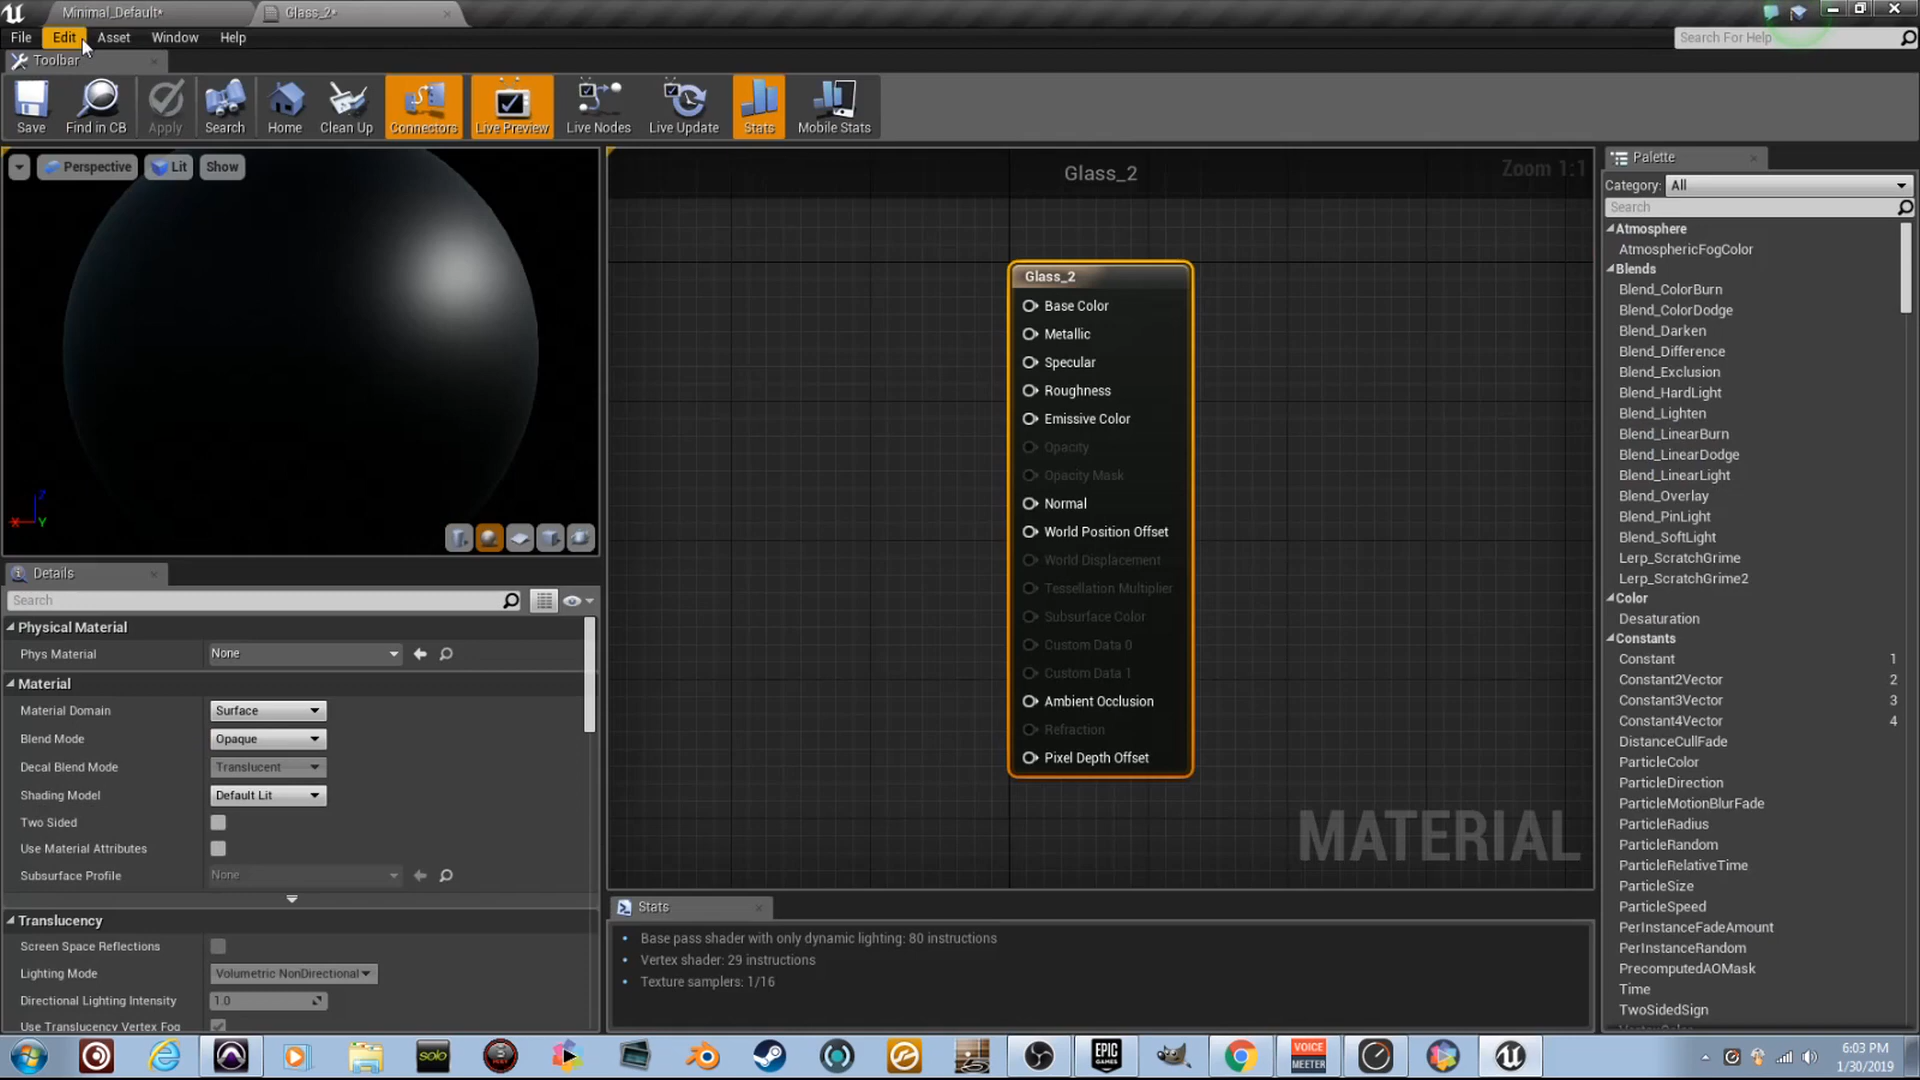 Minimal_Default*
Glass_2*
File
Edit
Asset
Window
Help
Search For Help
Toolbar
Save
Find in CB
Apply
Search
Home
Clean Up
Connectors
Live Preview
Live Nodes
Live Update
Stats
Mobile Stats
Perspective
Lit
Show
Z
X
Y
Glass_2
Zoom 1:1
Glass_2
Base Color
Metallic
Specular
Roughness
Emissive Color
Opacity
Opacity Mask
Normal
World Position Offset
World Displacement
Tessellation Multiplier
Subsurface Color
Custom Data 0
Custom Data 1
Ambient Occlusion
Refraction
Pixel Depth Offset
MATERIAL
Details
Search
Physical Material
Phys Material
None
Material
Material Domain
Surface
Blend Mode
Opaque
Decal Blend Mode
Translucent
Shading Model
Default Lit
Two Sided
Use Material Attributes
Subsurface Profile
None
Translucency
Screen Space Reflections
Lighting Mode
Volumetric NonDirectional
Directional Lighting Intensity
1.0
Use Translucency Vertex Fog
Stats
Base pass shader with only dynamic lighting: 80 instructions
Vertex shader: 29 instructions
Texture samplers: 1/16
Palette
Category: All
Search
Atmosphere
AtmosphericFogColor
Blends
Blend_ColorBurn
Blend_ColorDodge
Blend_Darken
Blend_Difference
Blend_Exclusion
Blend_HardLight
Blend_Lighten
Blend_LinearBurn
Blend_LinearDodge
Blend_LinearLight
Blend_Overlay
Blend_PinLight
Blend_SoftLight
Lerp_ScratchGrime
Lerp_ScratchGrime2
Color
Desaturation
Constants
Constant 1
Constant2Vector 2
Constant3Vector 3
Constant4Vector 4
DistanceCullFade
ParticleColor
ParticleDirection
ParticleMotionBlurFade
ParticleRadius
ParticleRandom
ParticleRelativeTime
ParticleSize
ParticleSpeed
PerInstanceFadeAmount
PerInstanceRandom
PrecomputedAOMask
Time
TwoSidedSign
solo
EPIC
GAMES
VOICE
MEETER
6:03 PM
1/30/2019